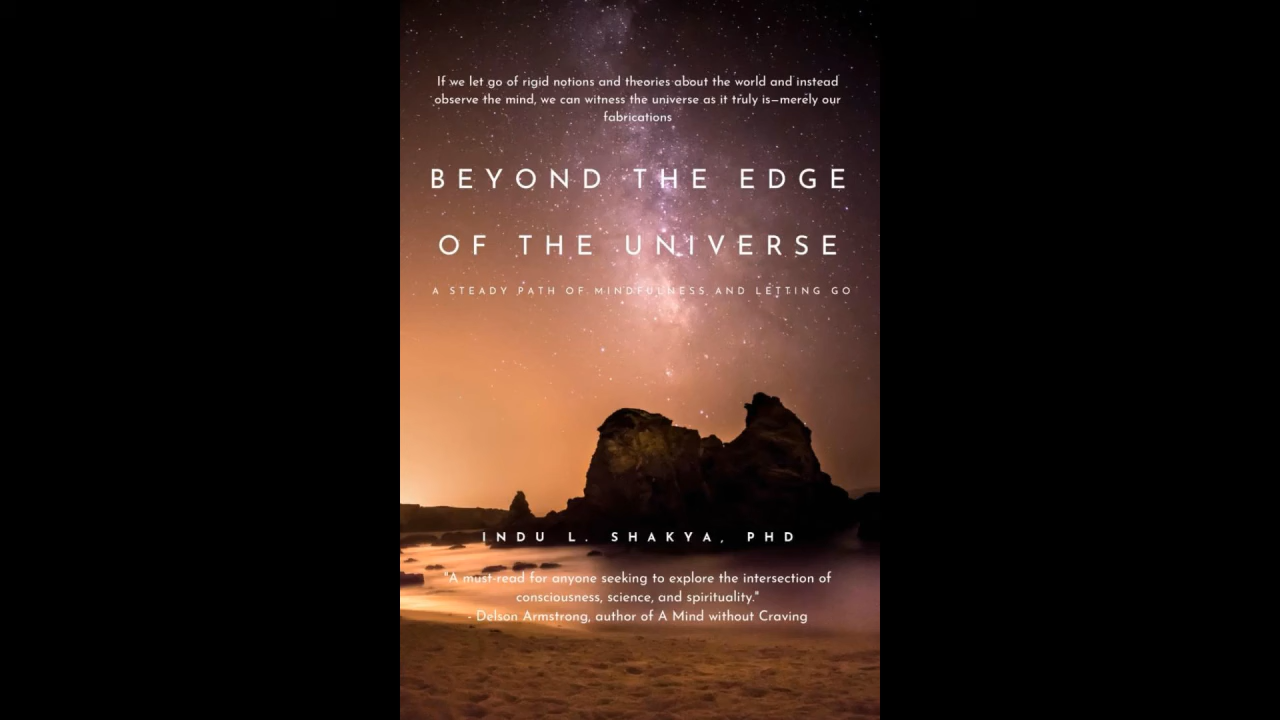 If we let go of rigid notions and theories about the world and instead
observe the mind, we can witness the universe as it truly is—merely our
fabrications
BEYOND THE EDGE
OF THE UNIVERSE
A STEADY PATH OF MINDFULNESS AND LETTING GO
INDU L. SHAKYA, PHD
"A must-read for anyone seeking to explore the intersection of
consciousness, science, and spirituality."
- Delson Armstrong, author of A Mind without Craving